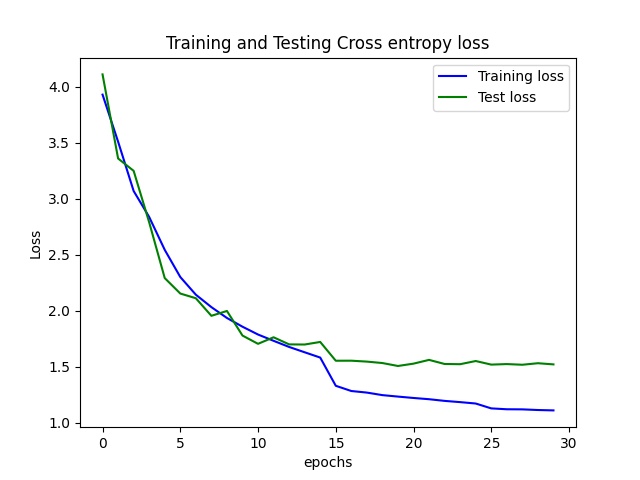 Training and Testing Cross entropy loss
Training loss
Test loss
4.0
3.5
3.0
2.5
2.0
1.5
1.0
Loss
0 5 10 15 20 25 30
epochs